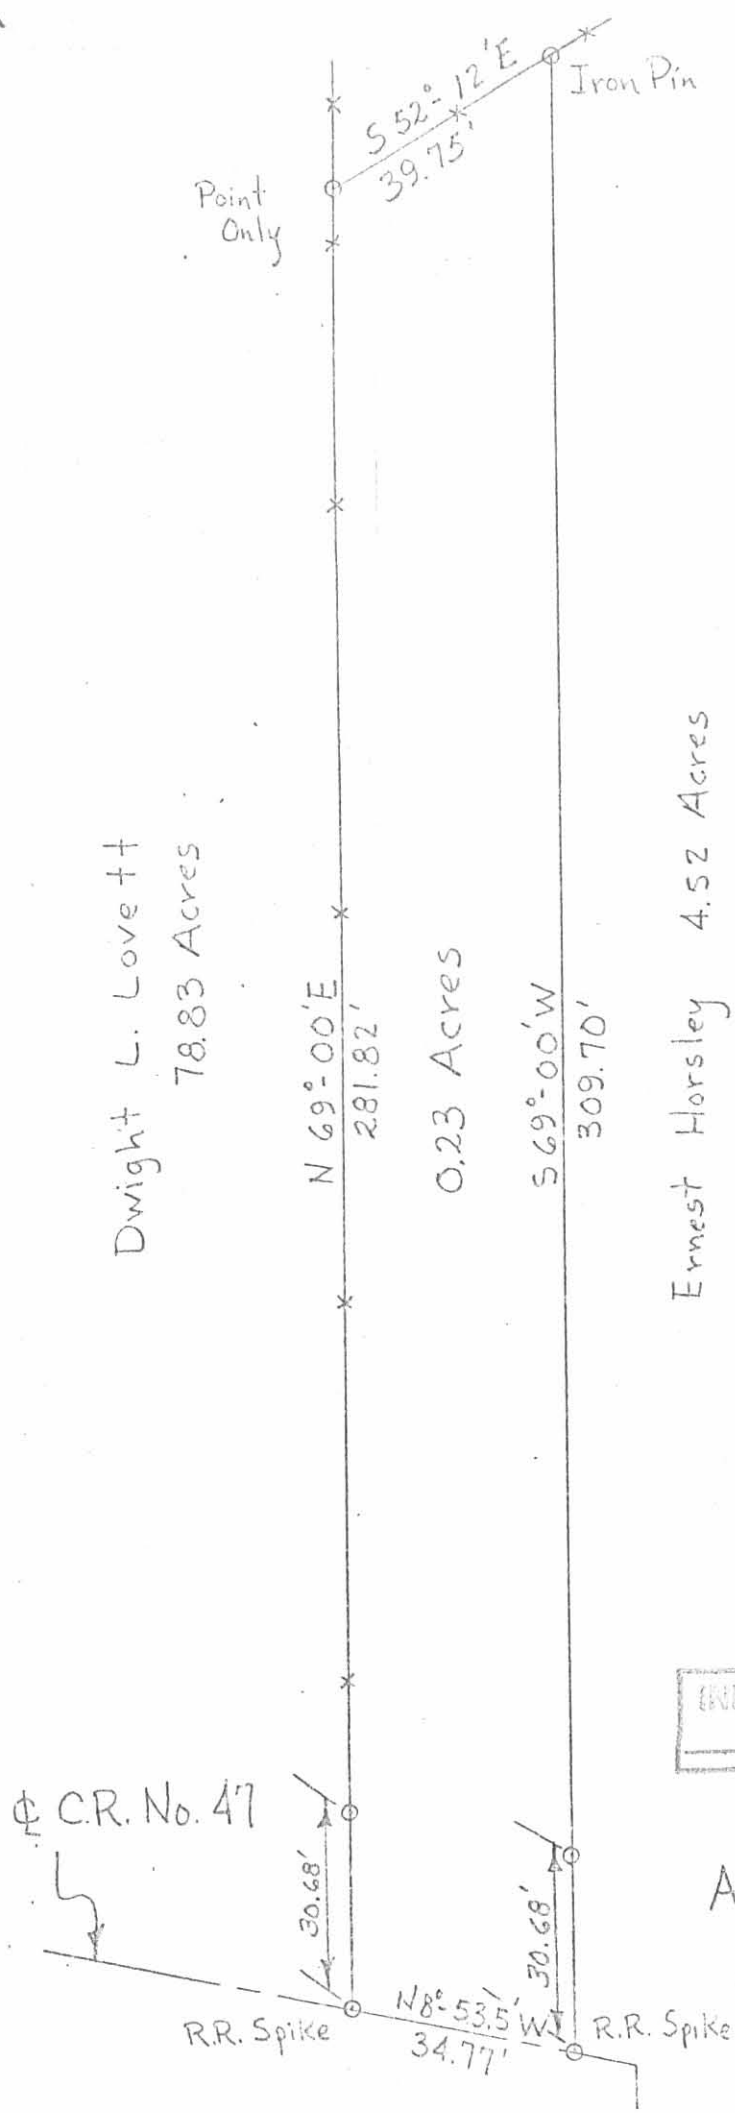 S 52°-12'E
39.75'
Iron Pin
Point
Only
Dwight L. Lovett
78.83 Acres
N 69°-00'E
281.82'
0.23 Acres
S 69°-00'W
309.70'
Ernest Horsley 4.52 Acres
℄ C.R. No. 47
30.68'
30.68'
A
R.R. Spike
N8°-53.5'W
34.77'
R.R. Spike